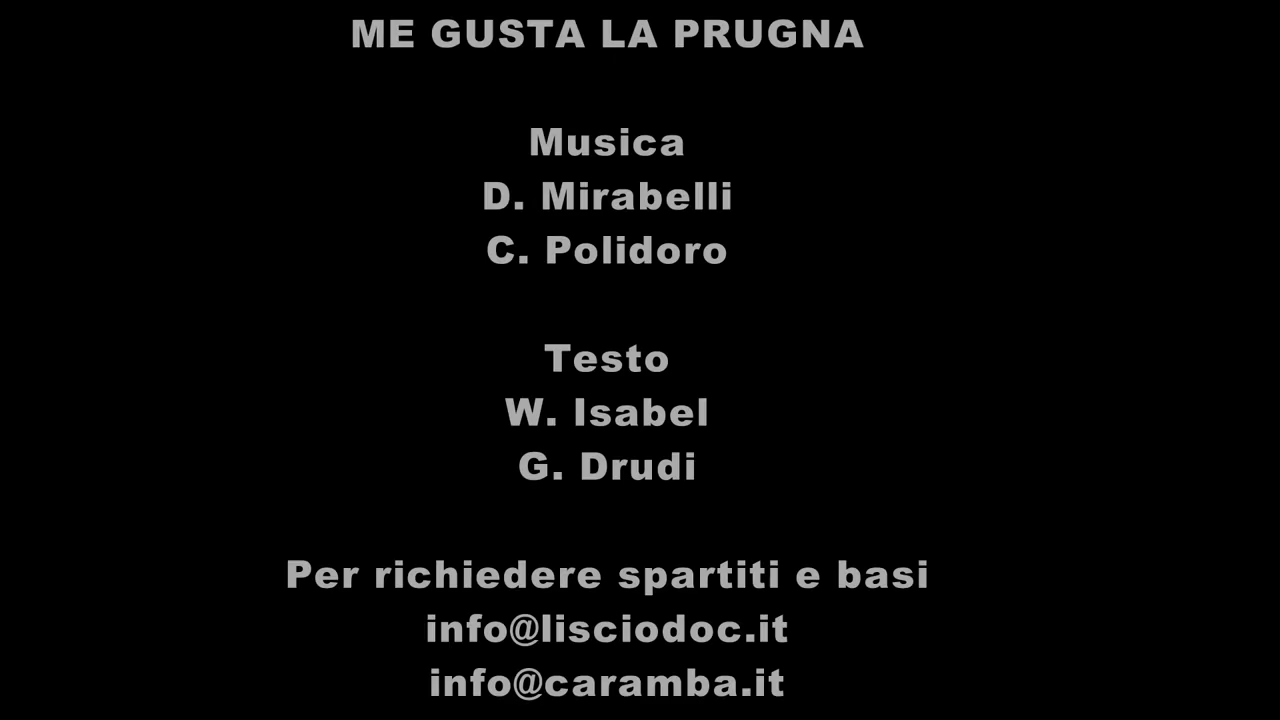 ME GUSTA LA PRUGNA
Musica
D. Mirabelli
C. Polidoro
Testo
W. Isabel
G. Drudi
Per richiedere spartiti e basi
info@lisciodoc.it
info@caramba.it